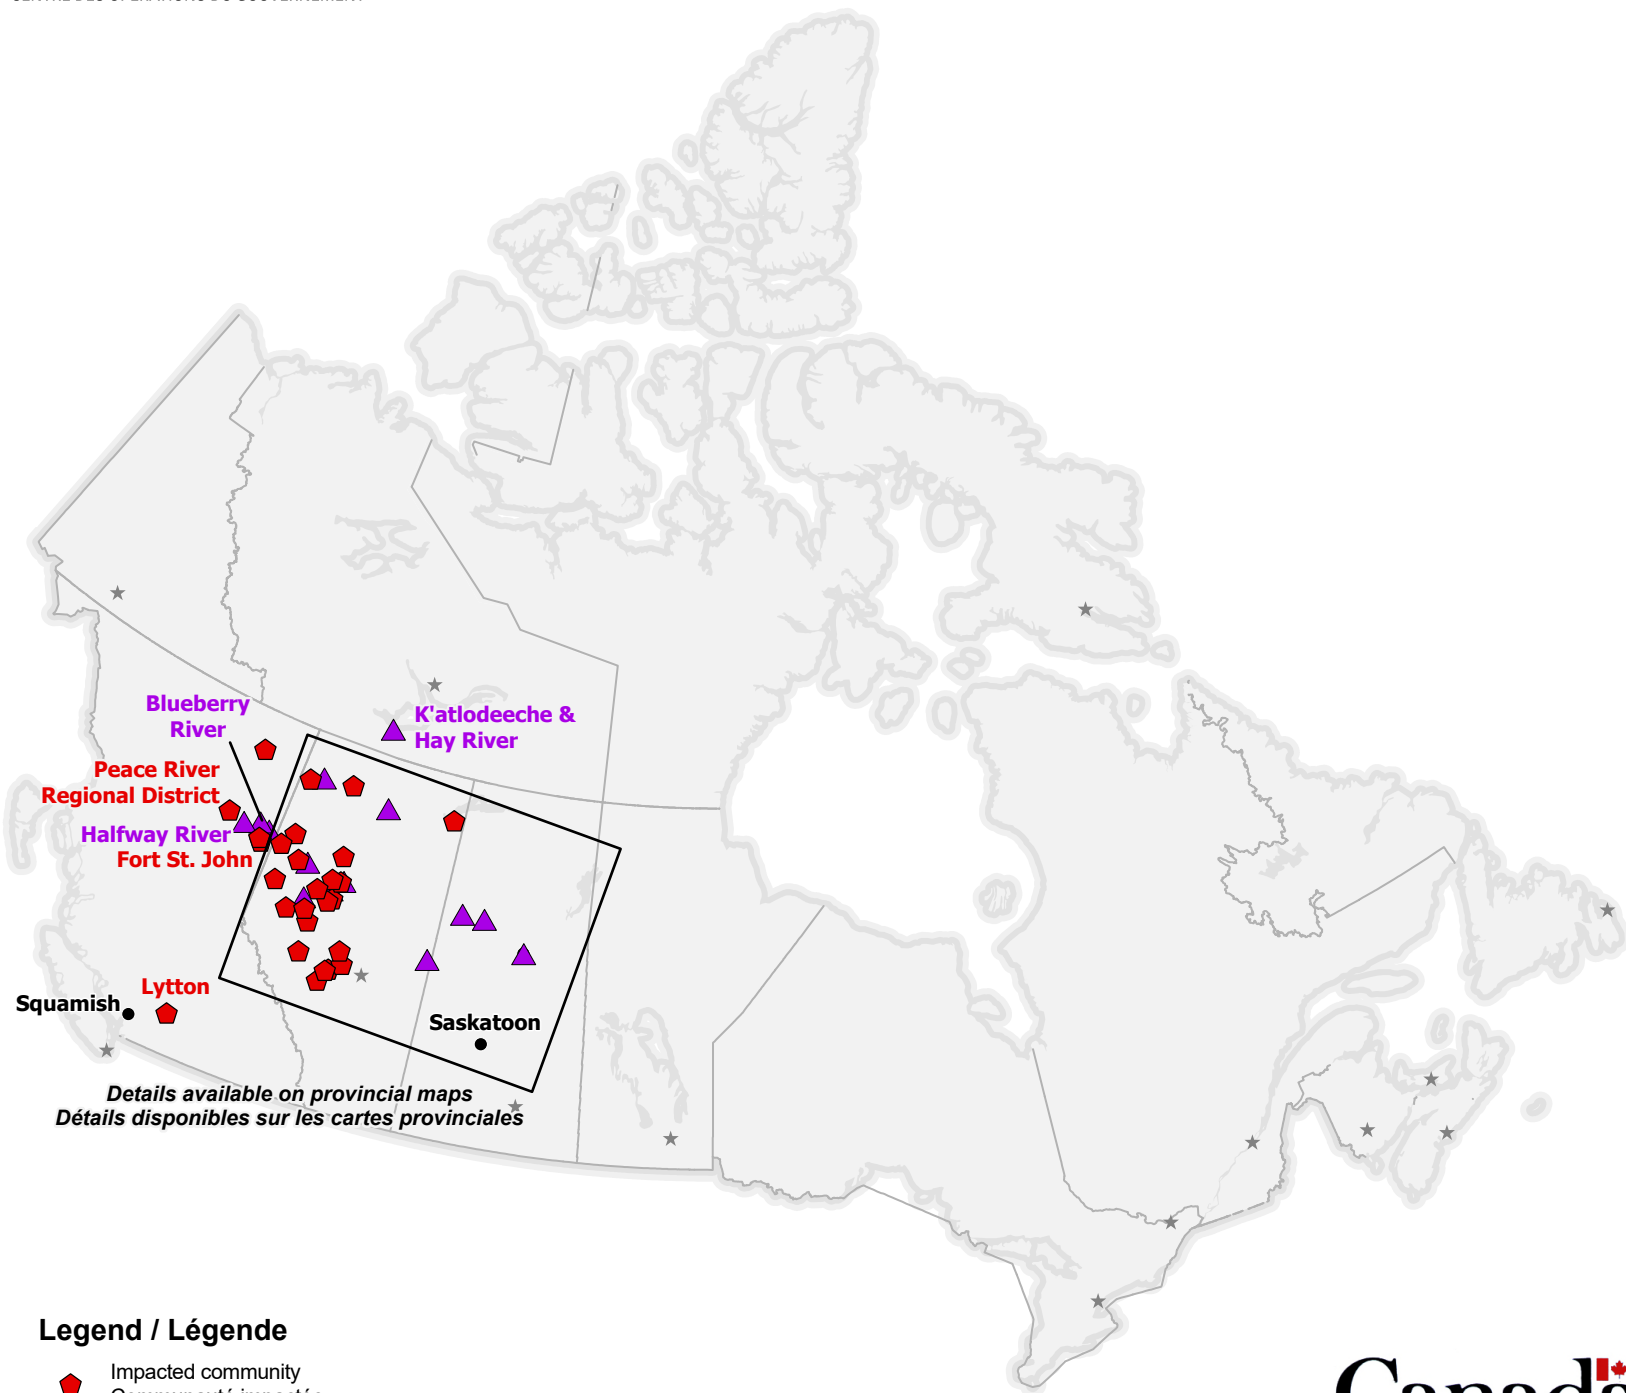 Blueberry
River
K'atlodeeche &
Hay River
Peace River
Regional District
Halfway River
Fort St. John
Lytton
Squamish
Saskatoon
Details available on provincial maps
Détails disponibles sur les cartes provinciales
Legend / Légende
Impacted community